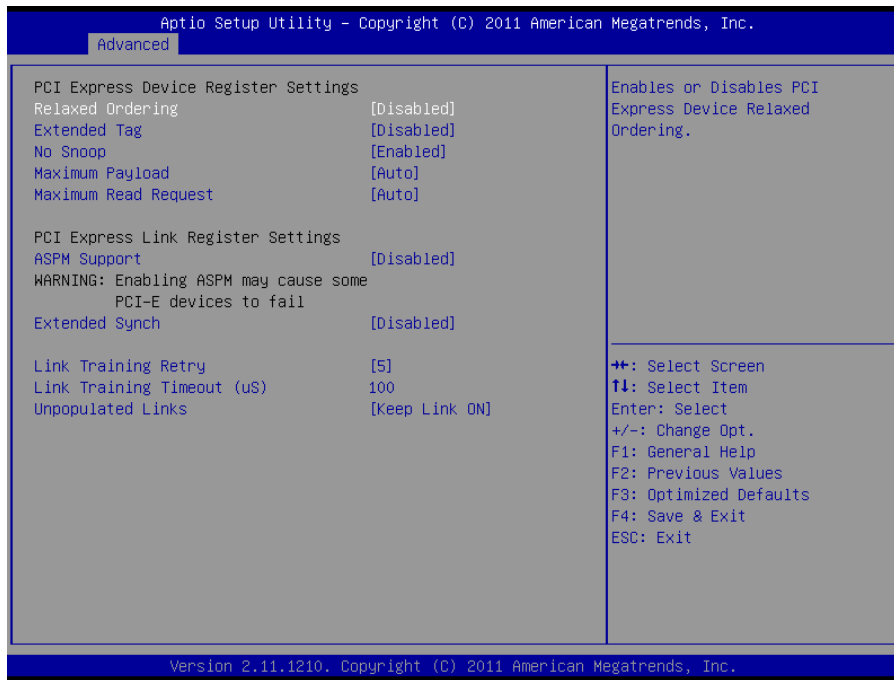 Aptio Setup Utility – Copyright (C) 2011 American Megatrends, Inc.
Advanced
PCI Express Device Register Settings
Relaxed Ordering [Disabled]
Extended Tag [Disabled]
No Snoop [Enabled]
Maximum Payload [Auto]
Maximum Read Request [Auto]
PCI Express Link Register Settings
ASPM Support [Disabled]
WARNING: Enabling ASPM may cause some
PCI-E devices to fail
Extended Synch [Disabled]
Link Training Retry [5]
Link Training Timeout (uS) 100
Unpopulated Links [Keep Link ON]
Enables or Disables PCI
Express Device Relaxed
Ordering.
→←: Select Screen
↑↓: Select Item
Enter: Select
+/-: Change Opt.
F1: General Help
F2: Previous Values
F3: Optimized Defaults
F4: Save & Exit
ESC: Exit
Version 2.11.1210. Copyright (C) 2011 American Megatrends, Inc.